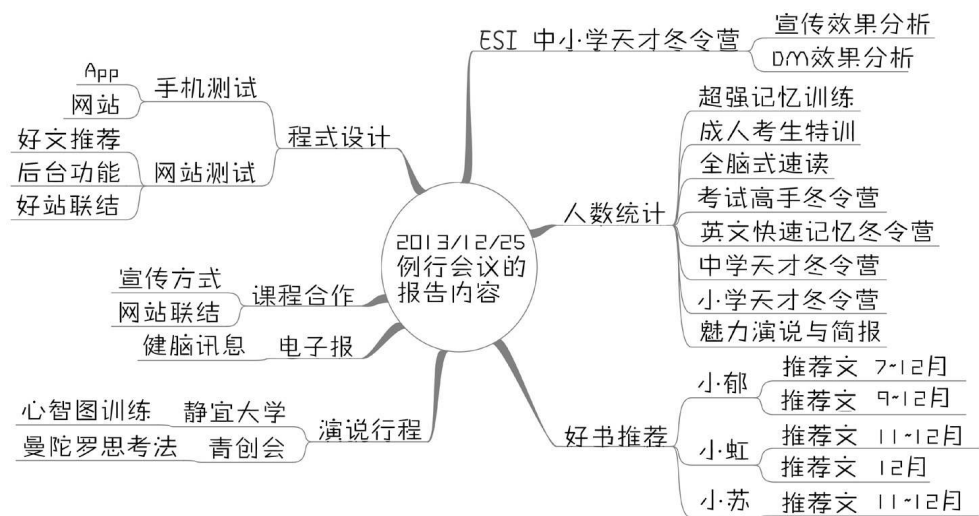 2013/12/25
例行会议的
报告内容
ESI 中小学天才冬令营
宣传效果分析
DM效果分析
人数统计
超强记忆训练
成人考生特训
全脑式速读
考试高手冬令营
英文快速记忆冬令营
中学天才冬令营
小学天才冬令营
魅力演说与简报
好书推荐
小郁
推荐文 7~12月
推荐文 9~12月
小虹
推荐文 11~12月
推荐文 12月
小苏
推荐文 11~12月
演说行程
静宜大学
心智图训练
青创会
曼陀罗思考法
电子报
健脑讯息
课程合作
宣传方式
网站联结
程式设计
手机测试
App
网站
网站测试
好文推荐
后台功能
好站联结